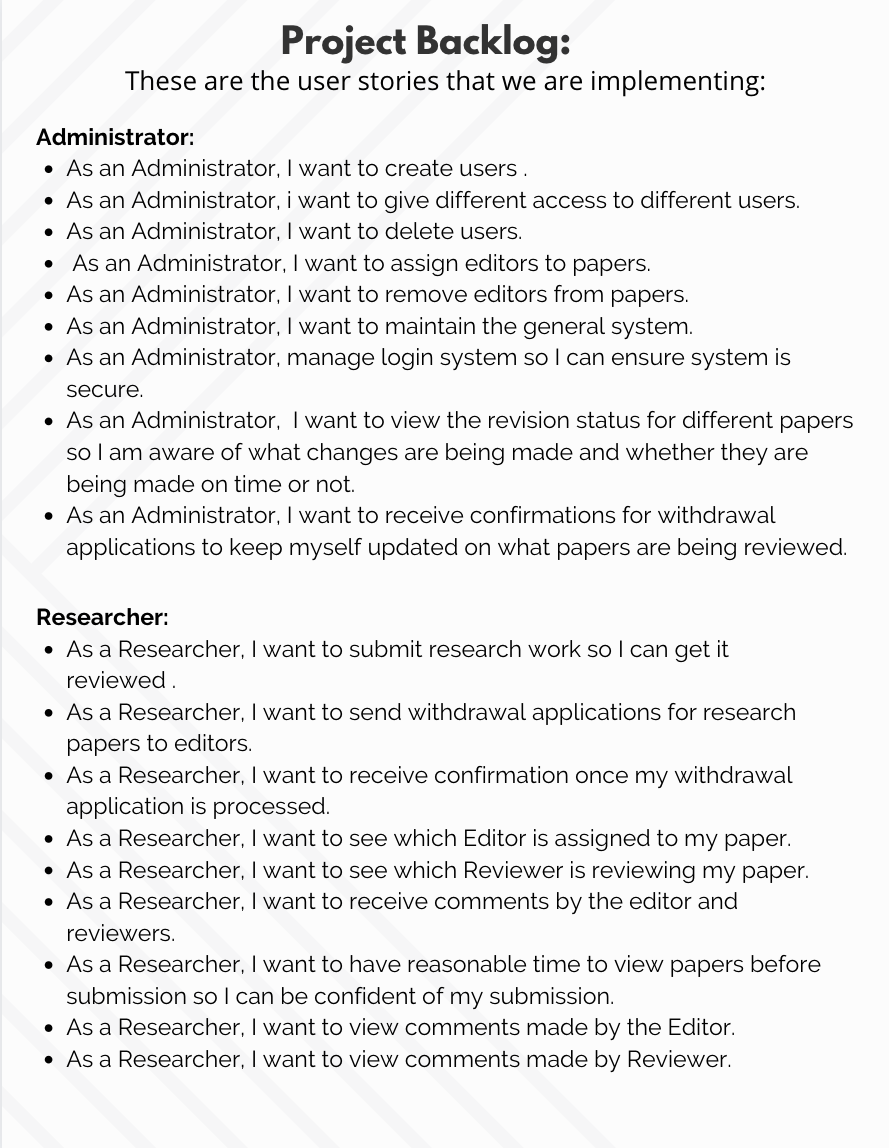 Project Backlog:
These are the user stories that we are implementing:
Administrator:
• As an Administrator, I want to create users .
• As an Administrator, i want to give different access to different users.
• As an Administrator, I want to delete users.
• As an Administrator, I want to assign editors to papers.
• As an Administrator, I want to remove editors from papers.
• As an Administrator, I want to maintain the general system.
• As an Administrator, manage login system so I can ensure system is
secure.
• As an Administrator,  I want to view the revision status for different papers
so I am aware of what changes are being made and whether they are
being made on time or not.
• As an Administrator, I want to receive confirmations for withdrawal
applications to keep myself updated on what papers are being reviewed.
Researcher:
• As a Researcher, I want to submit research work so I can get it
reviewed .
• As a Researcher, I want to send withdrawal applications for research
papers to editors.
• As a Researcher, I want to receive confirmation once my withdrawal
application is processed.
• As a Researcher, I want to see which Editor is assigned to my paper.
• As a Researcher, I want to see which Reviewer is reviewing my paper.
• As a Researcher, I want to receive comments by the editor and
reviewers.
• As a Researcher, I want to have reasonable time to view papers before
submission so I can be confident of my submission.
• As a Researcher, I want to view comments made by the Editor.
• As a Researcher, I want to view comments made by Reviewer.